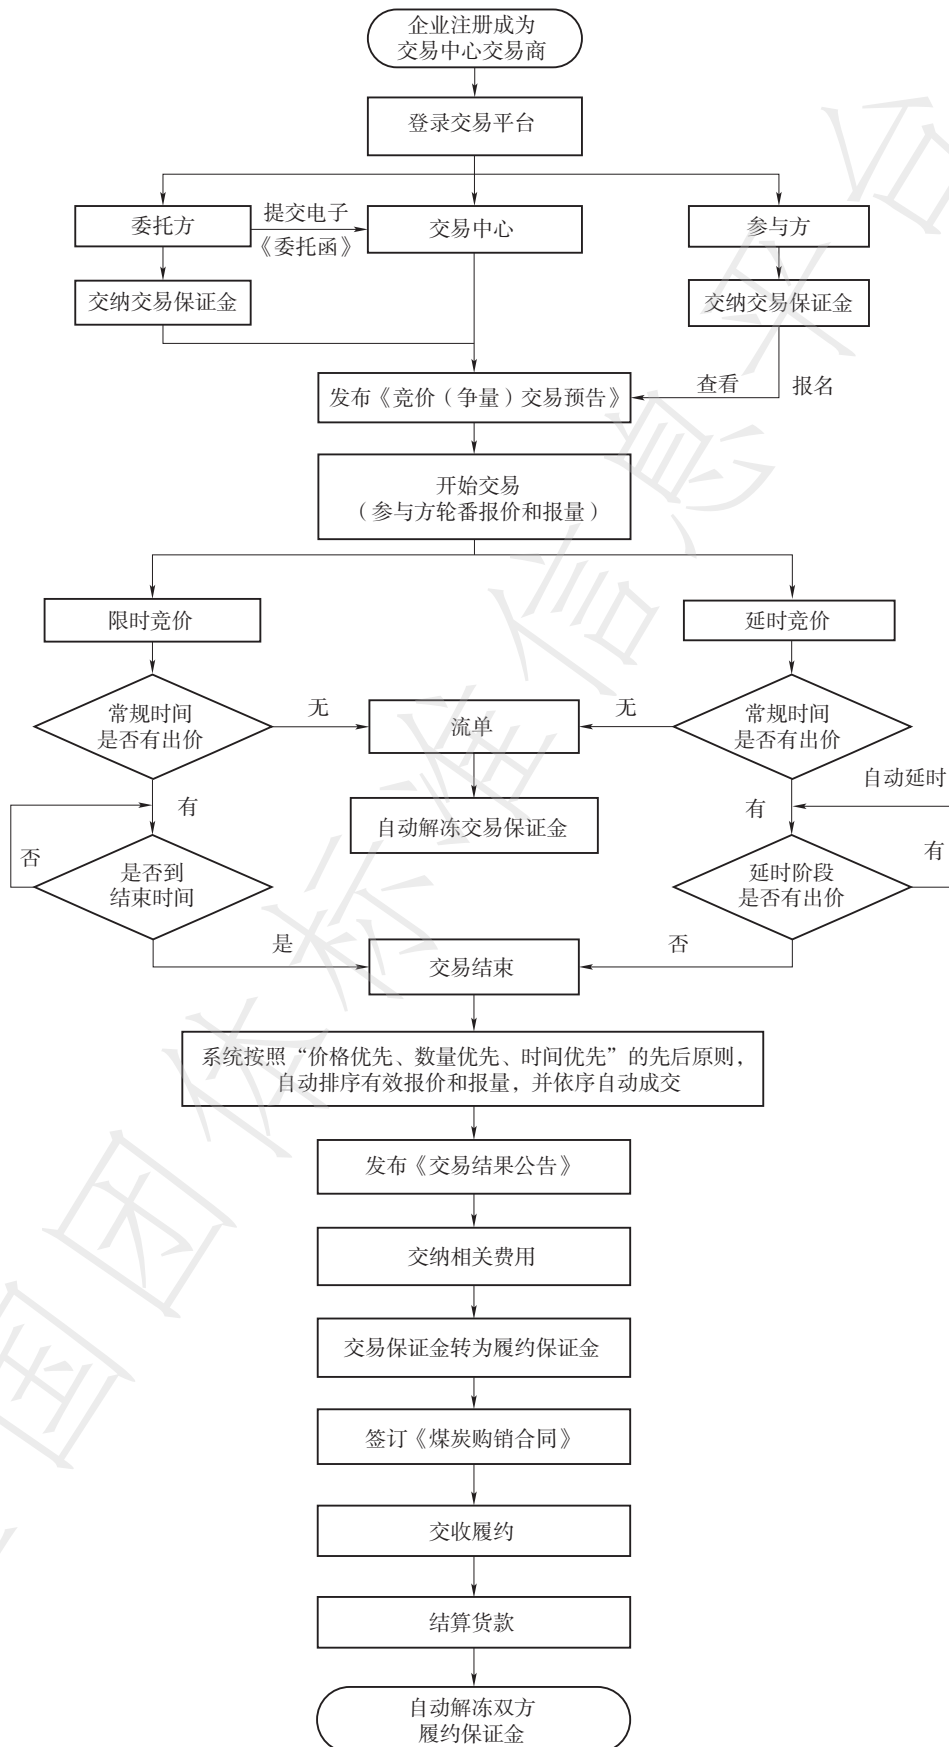 企业注册成为
交易中心交易商
登录交易平台
委托方
提交电子
《委托函》
交易中心
参与方
交纳交易保证金
交纳交易保证金
发布《竞价（争量）交易预告》
查看
报名
开始交易
（参与方轮番报价和报量）
限时竞价
延时竞价
常规时间
是否有出价
无
流单
无
常规时间
是否有出价
有
自动解冻交易保证金
有
自动延时
否
是否到
结束时间
延时阶段
是否有出价
有
是
交易结束
否
系统按照“价格优先、数量优先、时间优先”的先后原则，
自动排序有效报价和报量，并依序自动成交
发布《交易结果公告》
交纳相关费用
交易保证金转为履约保证金
签订《煤炭购销合同》
交收履约
结算货款
自动解冻双方
履约保证金
国团体标准信息平台